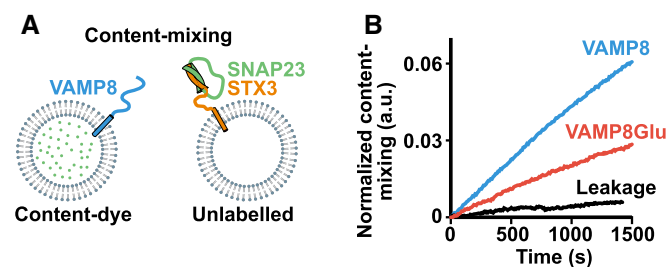 A
Content-mixing
VAMP8
SNAP23
STX3
Content-dye
Unlabelled
B
Normalized content-
mixing (a.u.)
0.06
0.03
0
VAMP8
VAMP8Glu
Leakage
0 500 1000 1500
Time (s)